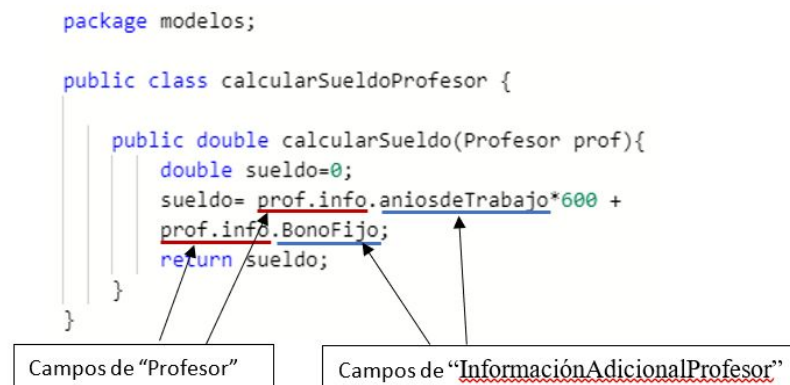 package modelos;
public class calcularSueldoProfesor {
public double calcularSueldo(Profesor prof){
double sueldo=0;
sueldo= prof.info.aniosdeTrabajo*600 +
prof.info.BonoFijo;
return sueldo;
}
}
Campos de “Profesor”
Campos de “InformaciónAdicionalProfesor”